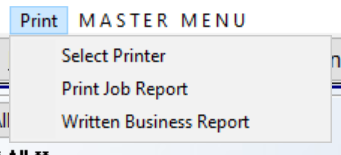 Print MASTER MENU
Select Printer
Print Job Report
Written Business Report